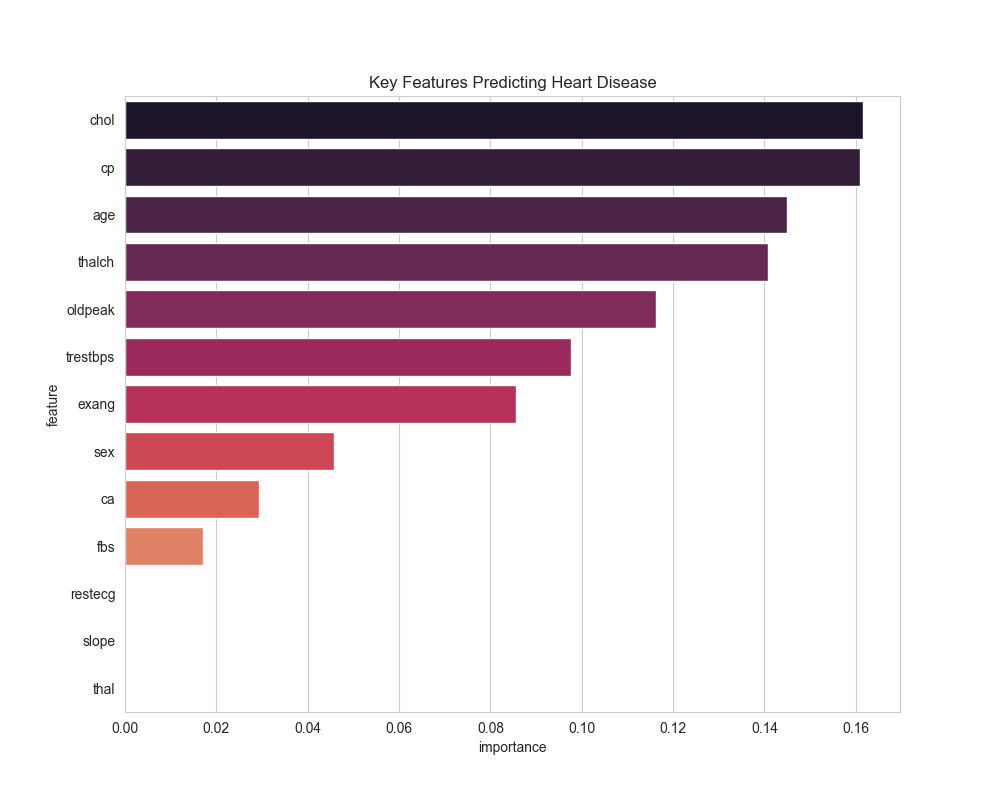 Key Features Predicting Heart Disease
chol
cp
age
thalch
oldpeak
trestbps
exang
sex
ca
fbs
restecg
slope
thal
feature
0.00 0.02 0.04 0.06 0.08 0.10 0.12 0.14 0.16
importance